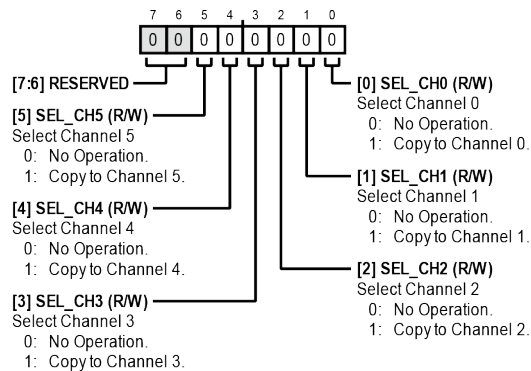 7 6 5 4 3 2 1 0
0 0 0 0 0 0 0 0
[7:6] RESERVED
[5] SEL_CH5 (R/W)
Select Channel 5
0: No Operation.
1: Copy to Channel 5.
[4] SEL_CH4 (R/W)
Select Channel 4
0: No Operation.
1: Copy to Channel 4.
[3] SEL_CH3 (R/W)
Select Channel 3
0: No Operation.
1: Copy to Channel 3.
[0] SEL_CH0 (R/W)
Select Channel 0
0: No Operation.
1: Copy to Channel 0.
[1] SEL_CH1 (R/W)
Select Channel 1
0: No Operation.
1: Copy to Channel 1.
[2] SEL_CH2 (R/W)
Select Channel 2
0: No Operation.
1: Copy to Channel 2.